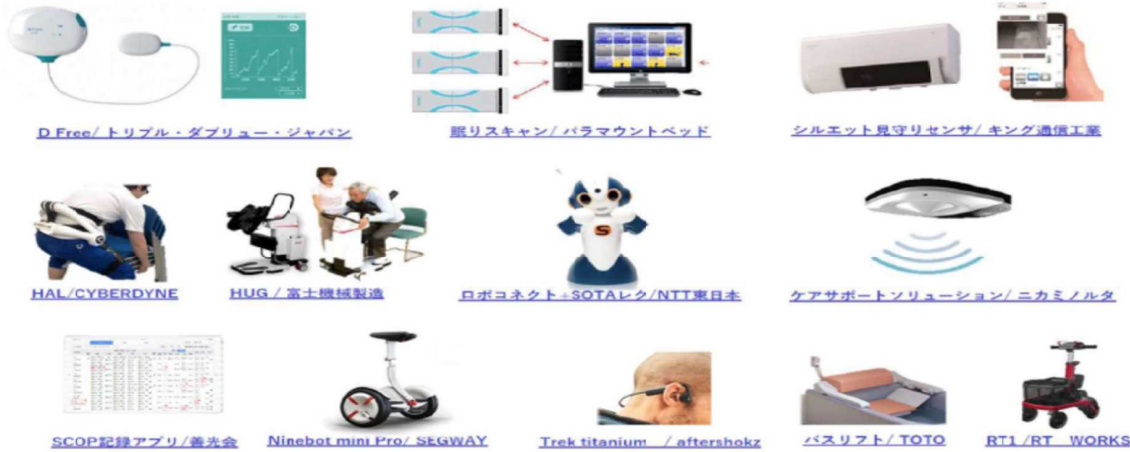 D Free/ トリプル・ダブリュー・ジャパン
眠りスキャン/ パラマウントベッド
シルエット見守りセンサ/ キング通信工業
HAL/CYBERDYNE
HUG / 富士機械製造
S
ロボコネクト+SOTAレク/NTT東日本
ケアサポートソリューション/ ニカミノルタ
SCOP記録アプリ/善光会
Ninebot mini Pro/ SEGWAY
Trek titanium / aftershokz
バスリフト/ TOTO
RT1 /RT WORKS